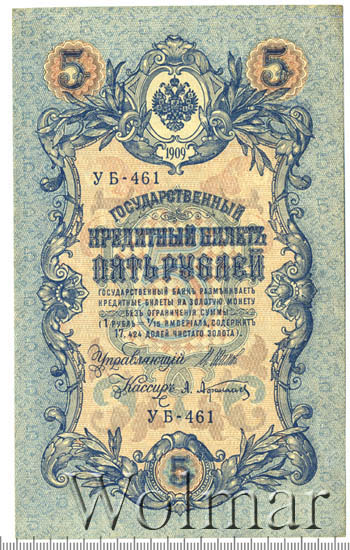 5 5
1909
УБ-461
ГОСУДАРСТВЕННЫЙ
КРЕДИТНЫЙ БИЛЕТЪ
ПЯТЬ РУБЛЕЙ
ГОСУДАРСТВЕННЫЙ БАНКЪ РАЗМѢНИВАЕТЪ
КРЕДИТНЫЕ БИЛЕТЫ НА ЗОЛОТУЮ МОНЕТУ
БЕЗЪ ОГРАНИЧЕНІЯ СУММЫ
(1 РУБЛЬ = 1/15 ИМПЕРІАЛА, СОДЕРЖИТЪ
17,424 ДОЛЕЙ ЧИСТАГО ЗОЛОТА).
Управляющій
Кассиръ
УБ-461
5
Wolmar